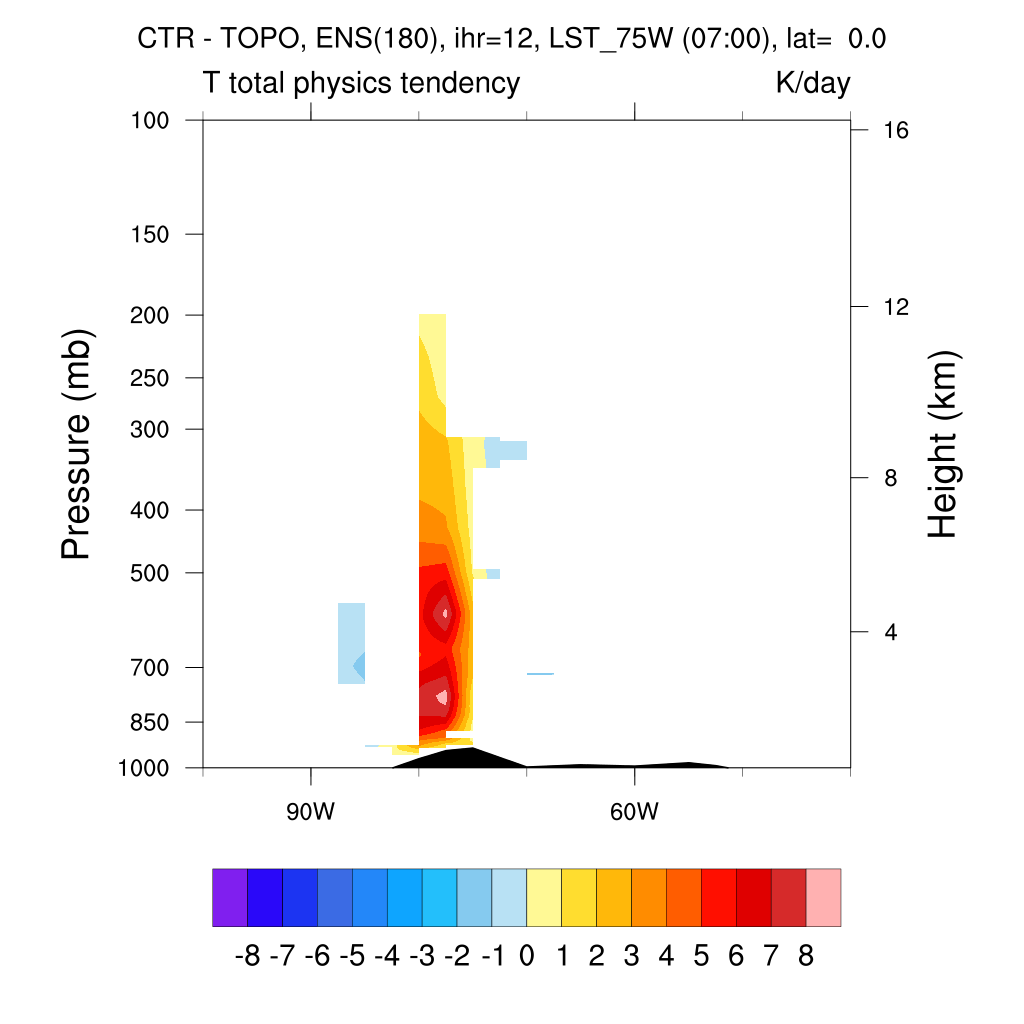 CTR - TOPO, ENS(180), ihr=12, LST_75W (07:00), lat=  0.0
T total physics tendency K/day
100
150
200
250
300
400
500
700
850
1000
Pressure (mb)
16
12
8
4
Height (km)
90W 60W
-8 -7 -6 -5 -4 -3 -2 -1 0 1 2 3 4 5 6 7 8